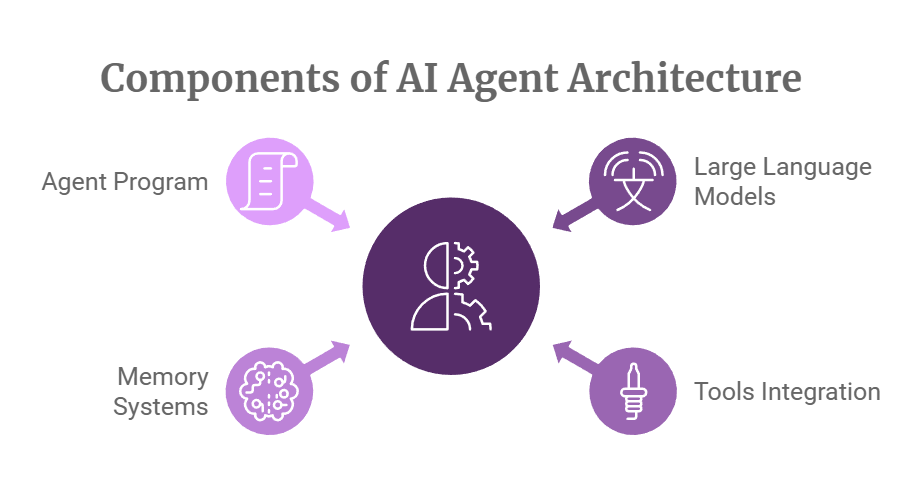 Components of AI Agent Architecture
Agent Program
Large Language
Models
Memory
Systems
Tools Integration